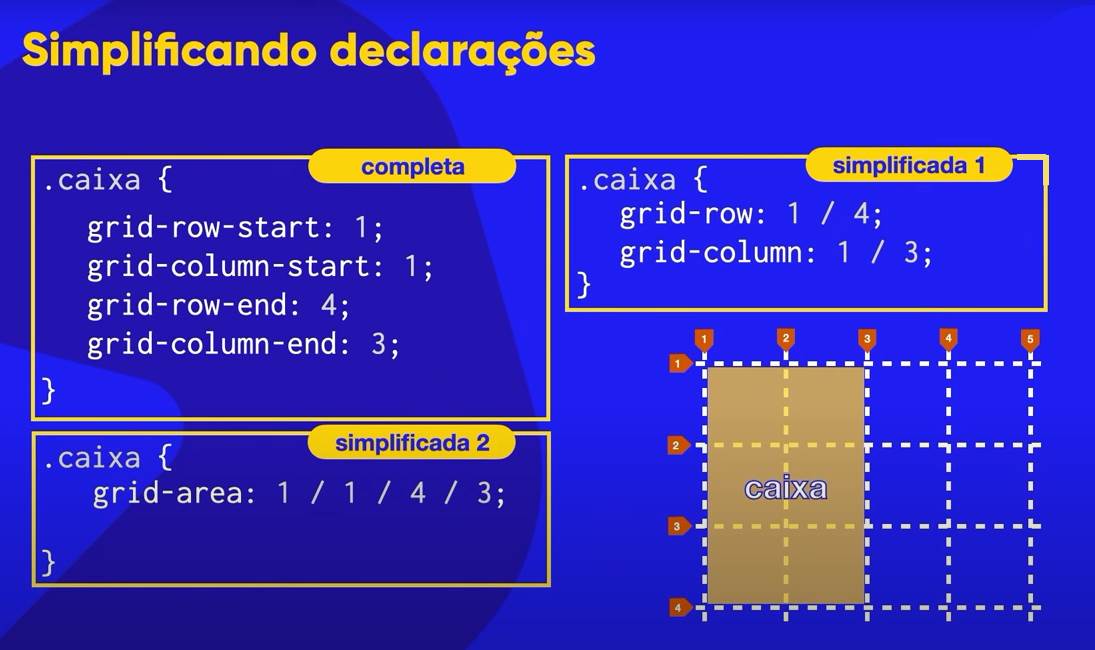 Simplificando declarações
completa
.caixa {
grid-row-start: 1;
grid-column-start: 1;
grid-row-end: 4;
grid-column-end: 3;
}
simplificada 1
.caixa {
grid-row: 1 / 4;
grid-column: 1 / 3;
}
simplificada 2
.caixa {
grid-area: 1 / 1 / 4 / 3;
}
1 2 3 4 5
1
2
caixa
3
4